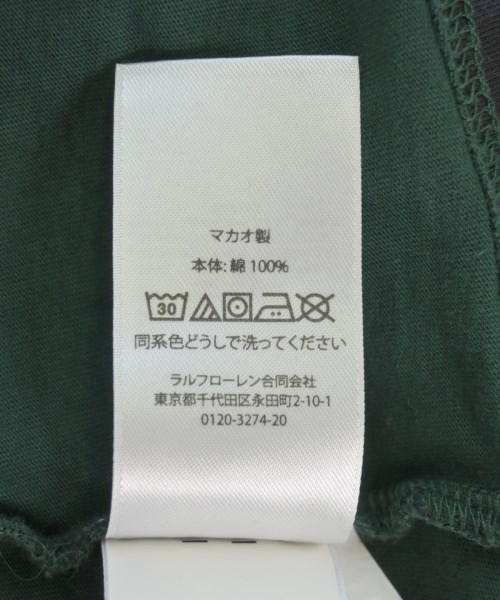 マカオ製
本体: 綿 100%
30
同系色どうしで洗ってください
ラルフローレン合同会社
東京都千代田区永田町2-10-1
0120-3274-20